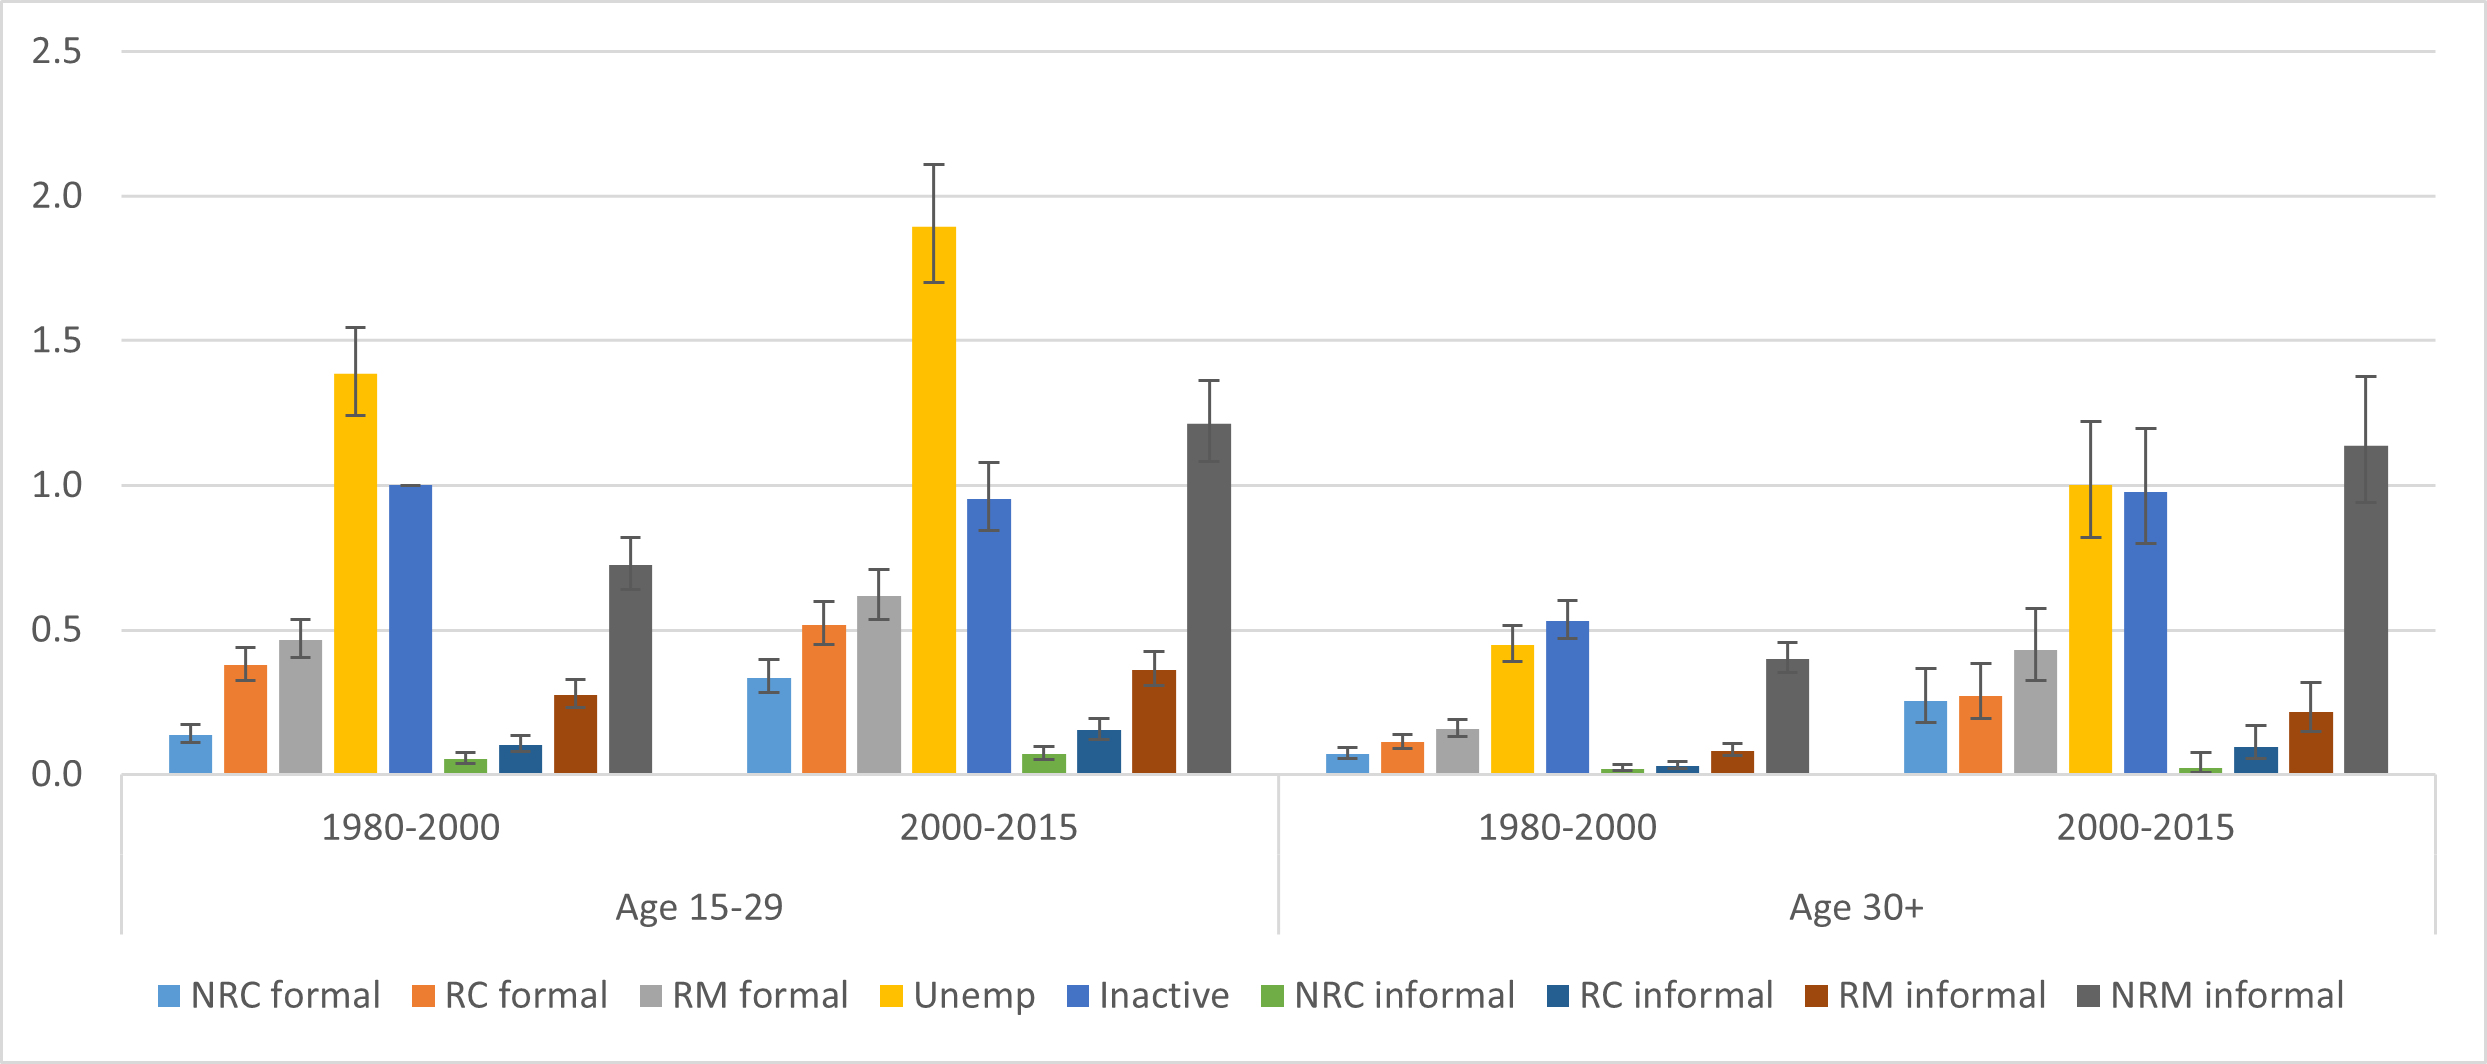 2.5
2.0
1.5
1.0
0.5
0.0
1980-2000 2000-2015 1980-2000 2000-2015
Age 15-29 Age 30+
NRC formal RC formal RM formal Unemp Inactive NRC informal RC informal RM informal NRM informal